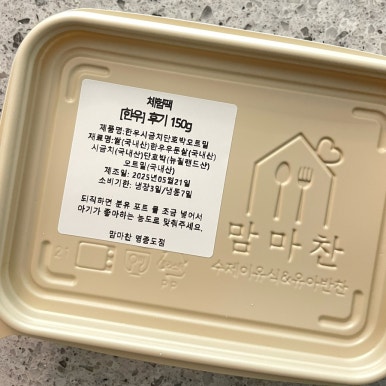 체험팩
[한우] 후기 150g
제품명:한우시금치단호박오트밀
재료명:쌀(국내산)한우우둔살(국내산)
시금치(국내산)단호박(뉴질랜드산)
오트밀/국내산)
제조일: 2025년05월21일
소비기한: 냉장3일/냉동7일
되직하면 분유 포트 물 조금 넣어서
아기가 좋아하는 농도로 맞춰주세요.
맘마찬 명중도점
맘마찬
수제이유식&유아반찬
21
PP